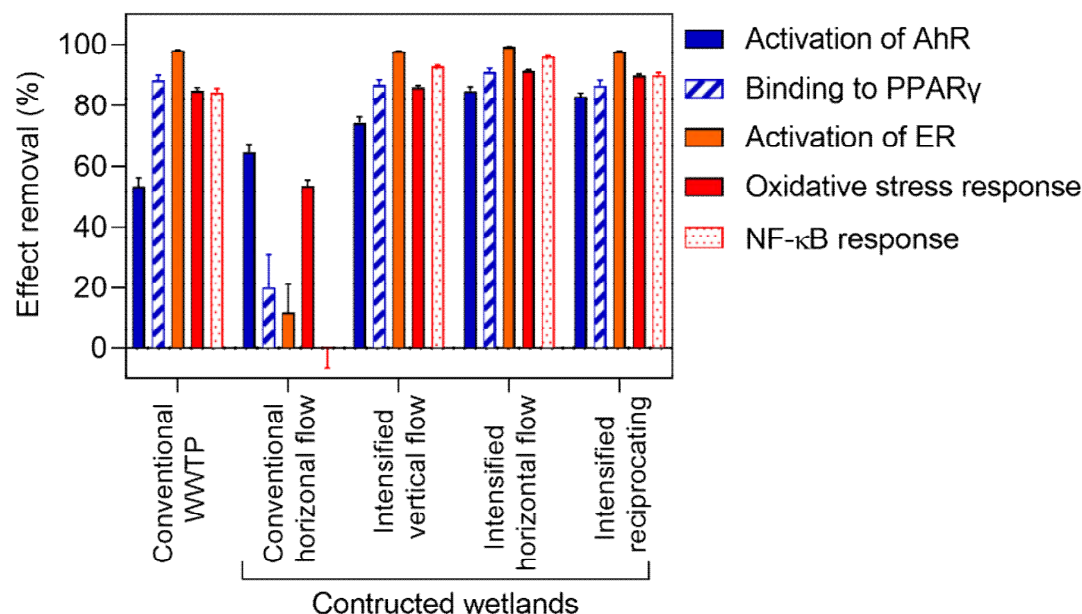 Effect removal (%)
100
80
60
40
20
0
Activation of AhR
Binding to PPARγ
Activation of ER
Oxidative stress response
NF-κB response
Conventional
WWTP
Conventional
horizonal flow
Intensified
vertical flow
Intensified
horizontal flow
Intensified
reciprocating
Contructed wetlands